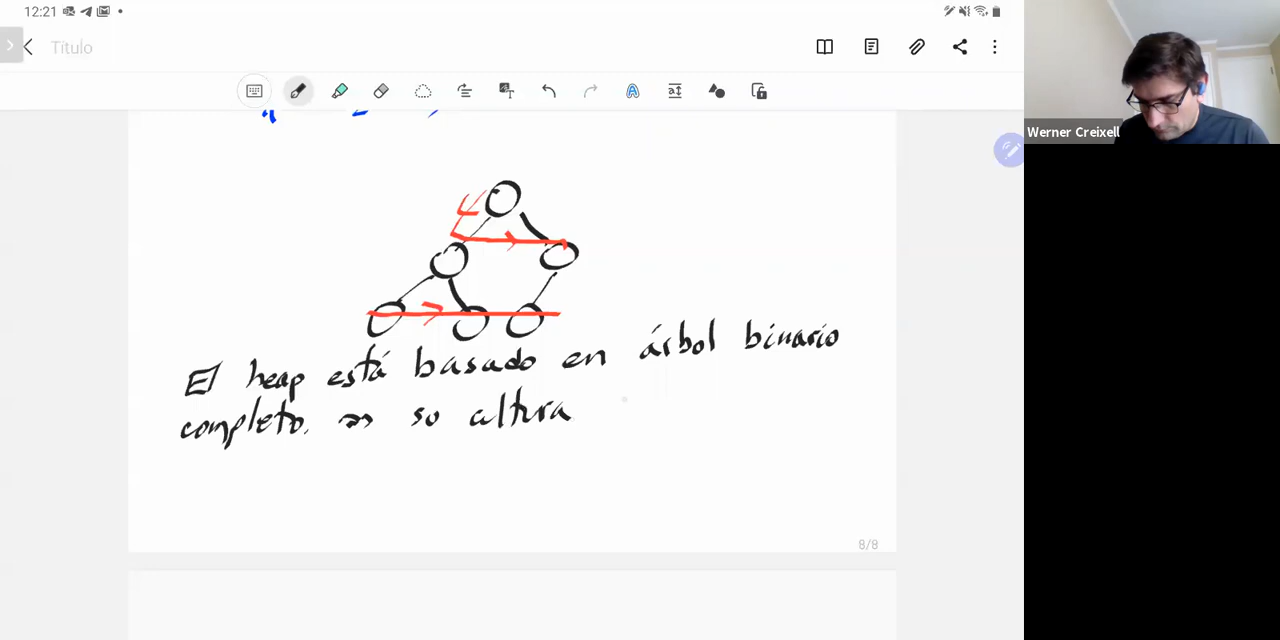 12:21
Título
Werner Creixell
El heap está basado en árbol binario
completo. ⇒ su altura
8/8